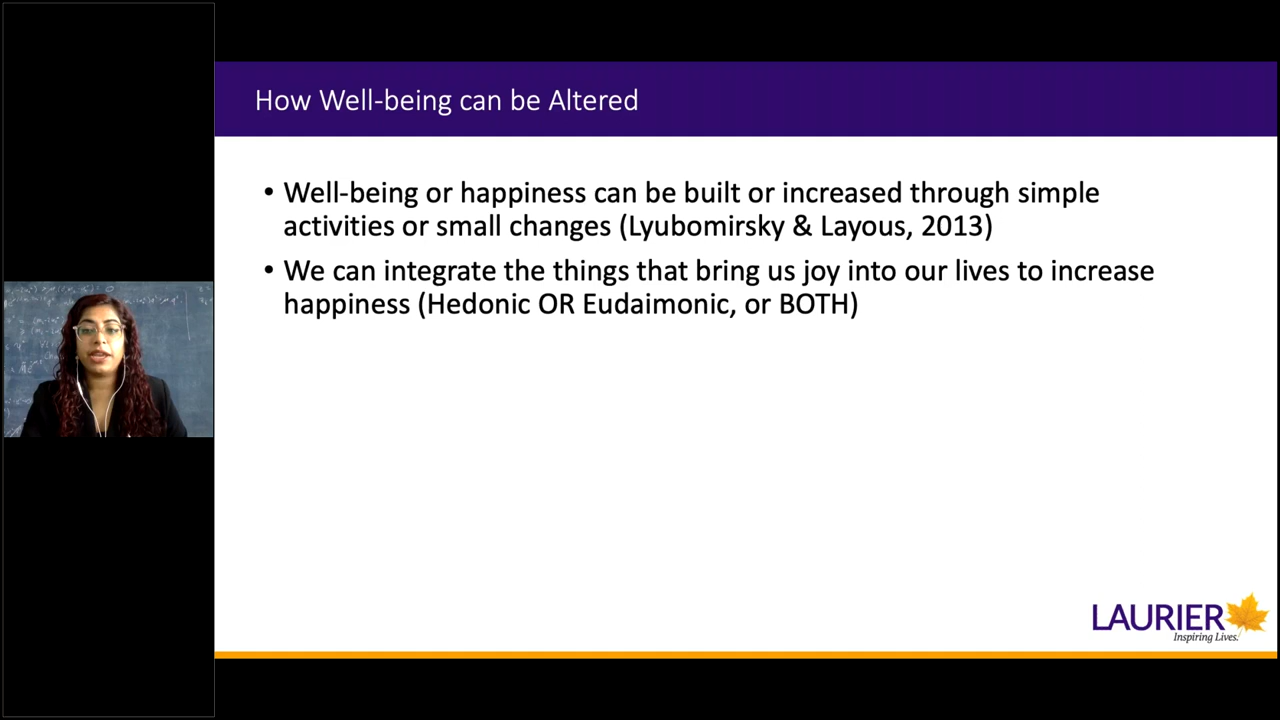 How Well-being can be Altered
• Well-being or happiness can be built or increased through simple
activities or small changes (Lyubomirsky & Layous, 2013)
• We can integrate the things that bring us joy into our lives to increase
happiness (Hedonic OR Eudaimonic, or BOTH)
LAURIER
Inspiring Lives.